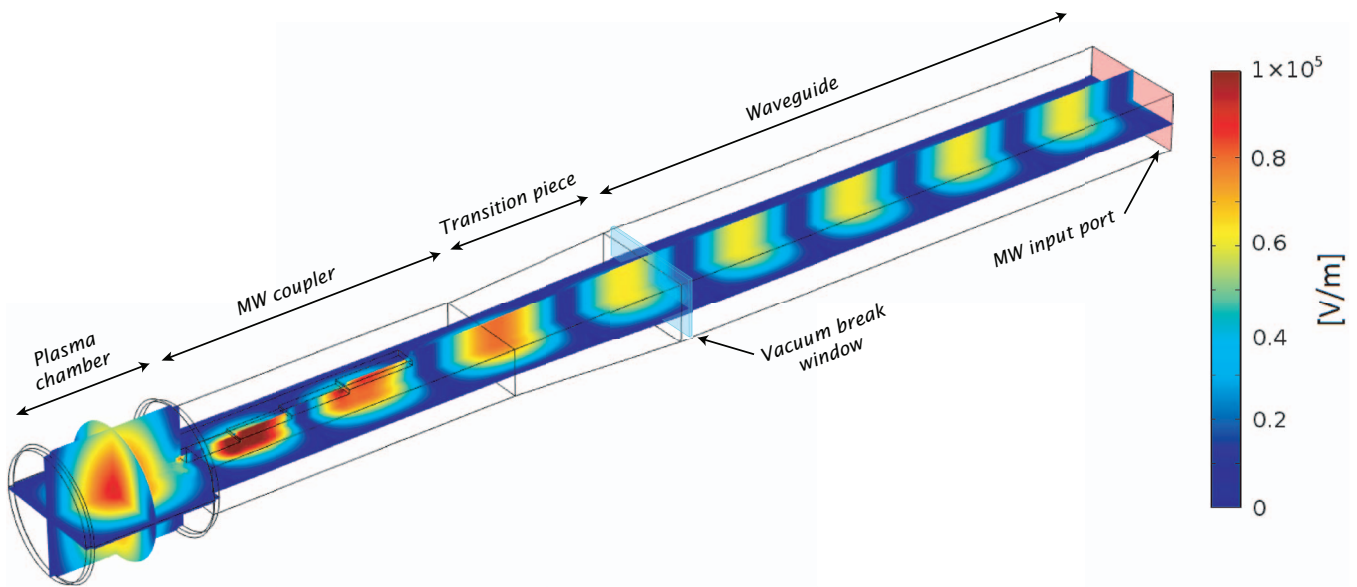 Waveguide
Transition piece
MW coupler
Plasma
chamber
MW input port
Vacuum break
window
1×10⁵
0.8
0.6
0.4
0.2
0
[V/m]